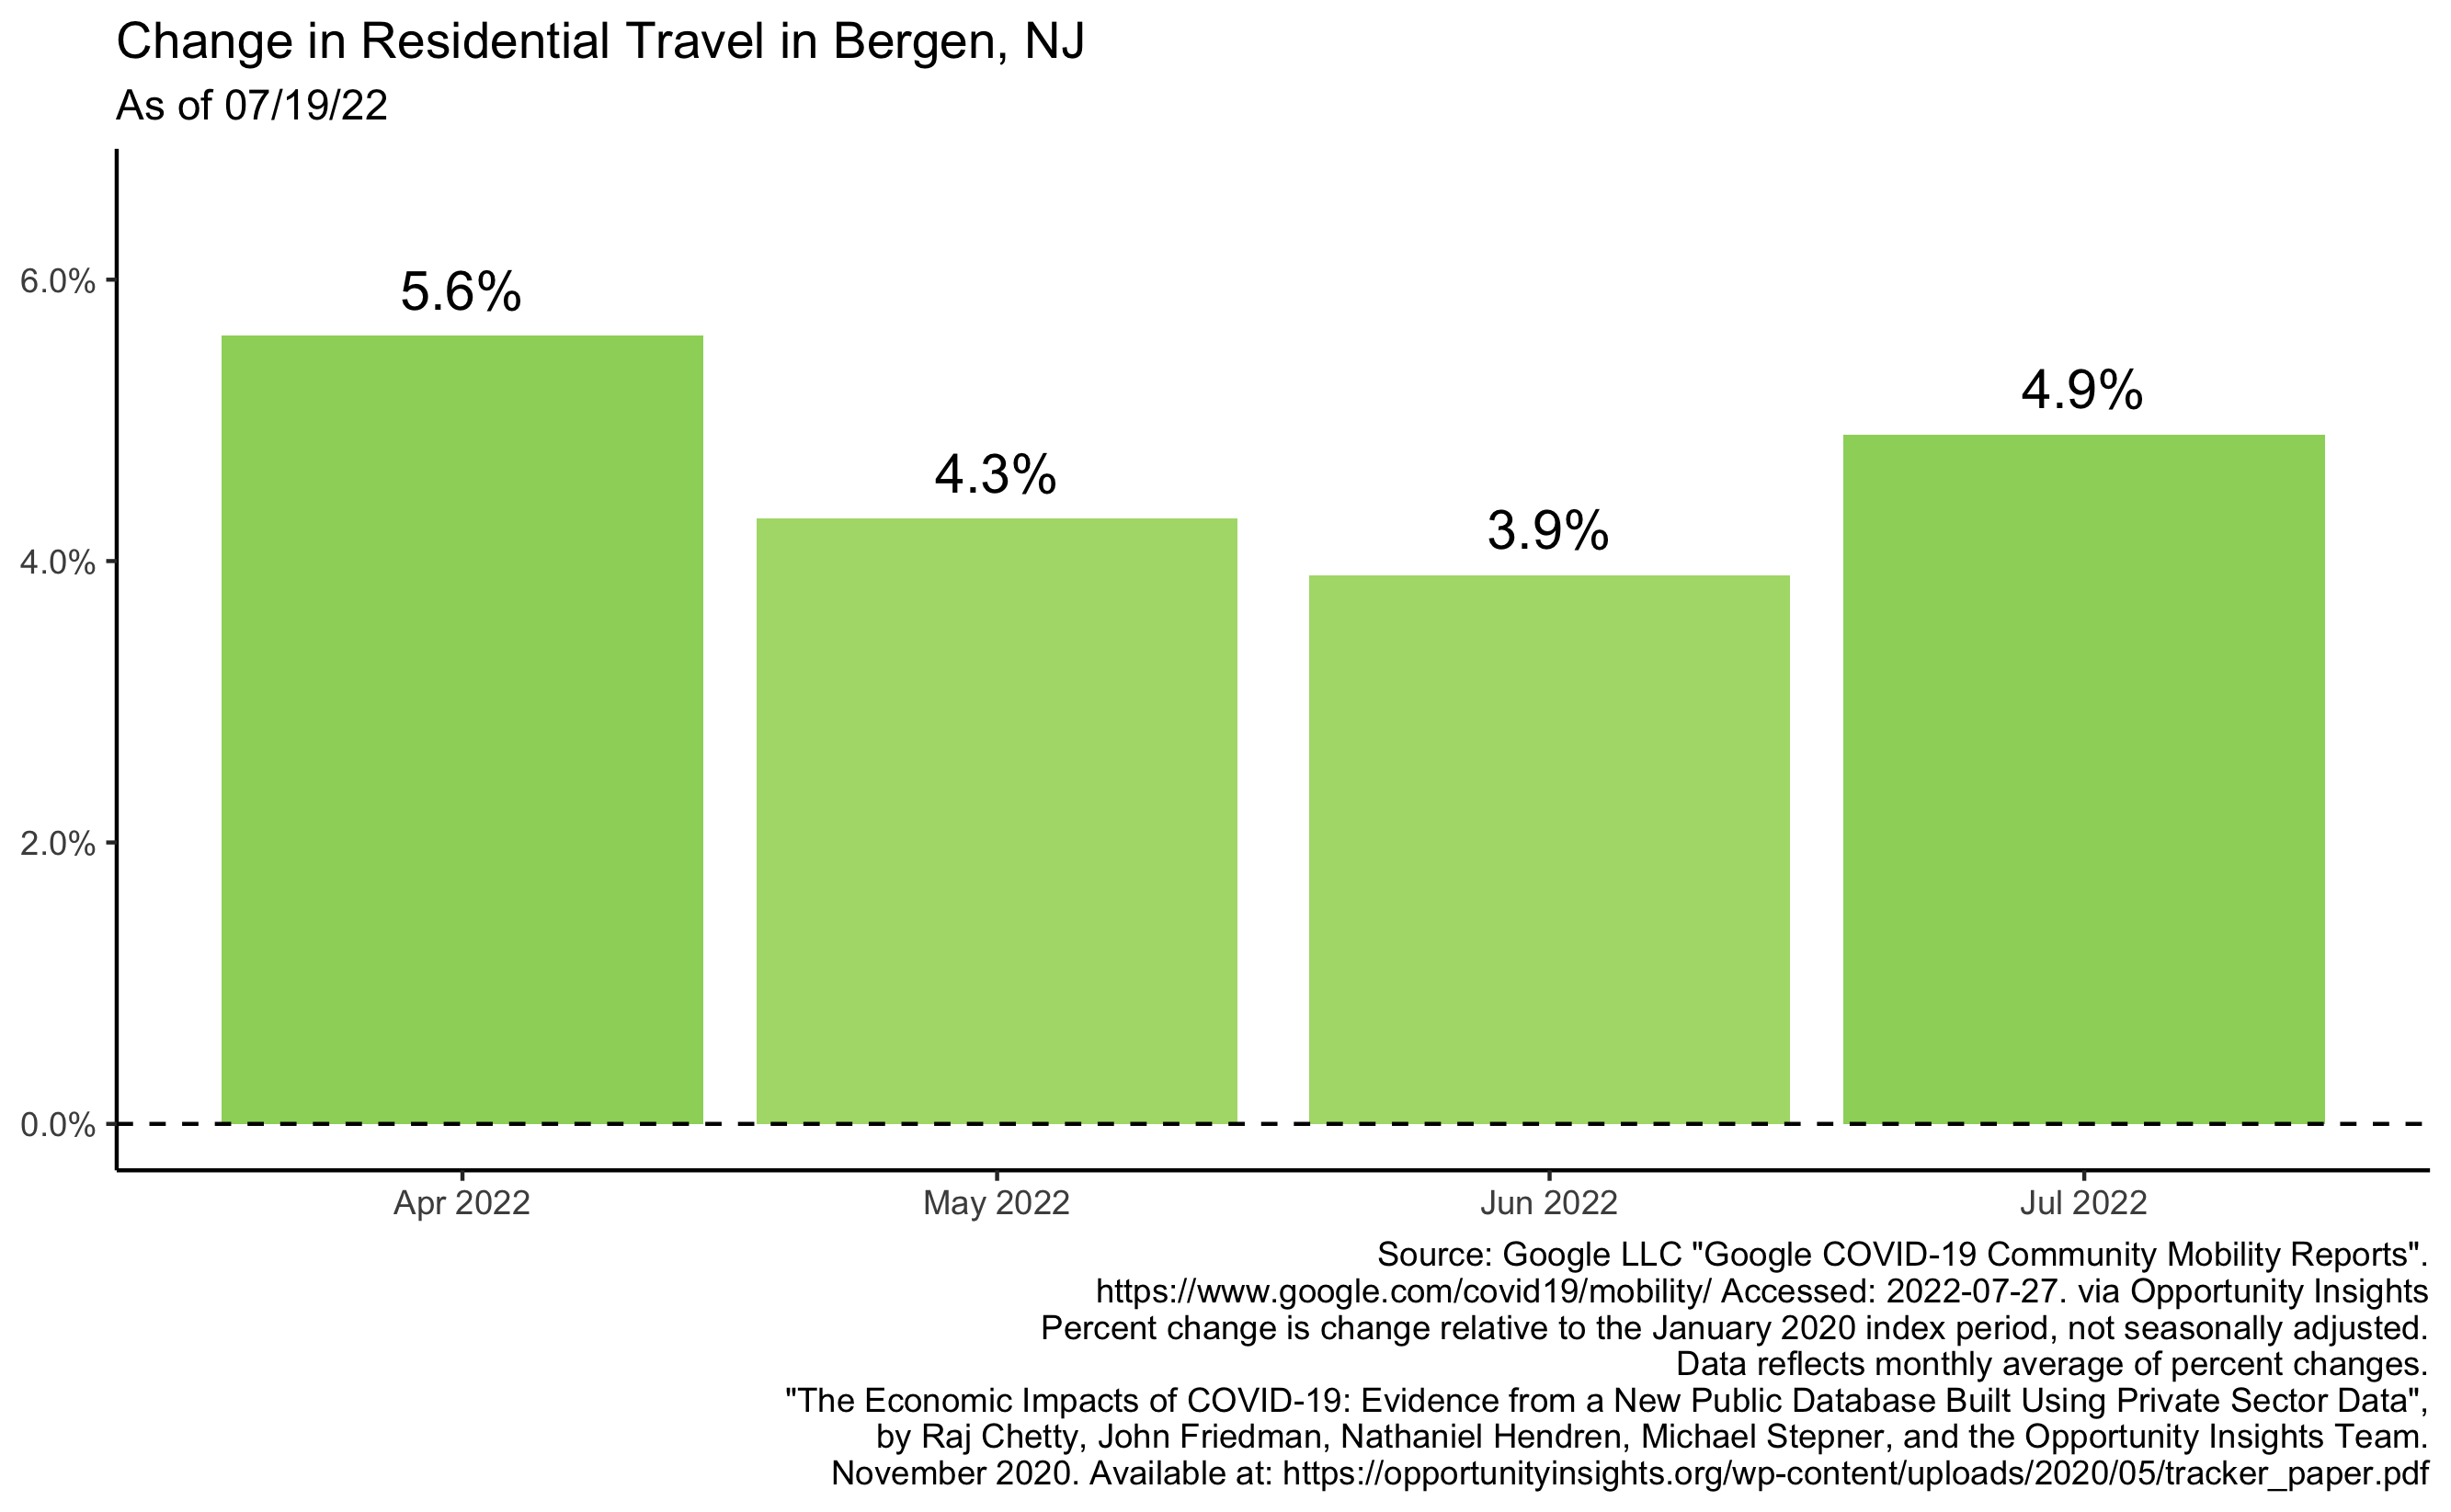 Change in Residential Travel in Bergen, NJ
As of 07/19/22
6.0%
4.0%
2.0%
0.0%
5.6%
4.3%
3.9%
4.9%
Apr 2022
May 2022
Jun 2022
Jul 2022
Source: Google LLC "Google COVID-19 Community Mobility Reports".
https://www.google.com/covid19/mobility/ Accessed: 2022-07-27. via Opportunity Insights
Percent change is change relative to the January 2020 index period, not seasonally adjusted.
Data reflects monthly average of percent changes.
"The Economic Impacts of COVID-19: Evidence from a New Public Database Built Using Private Sector Data",
by Raj Chetty, John Friedman, Nathaniel Hendren, Michael Stepner, and the Opportunity Insights Team.
November 2020. Available at: https://opportunityinsights.org/wp-content/uploads/2020/05/tracker_paper.pdf